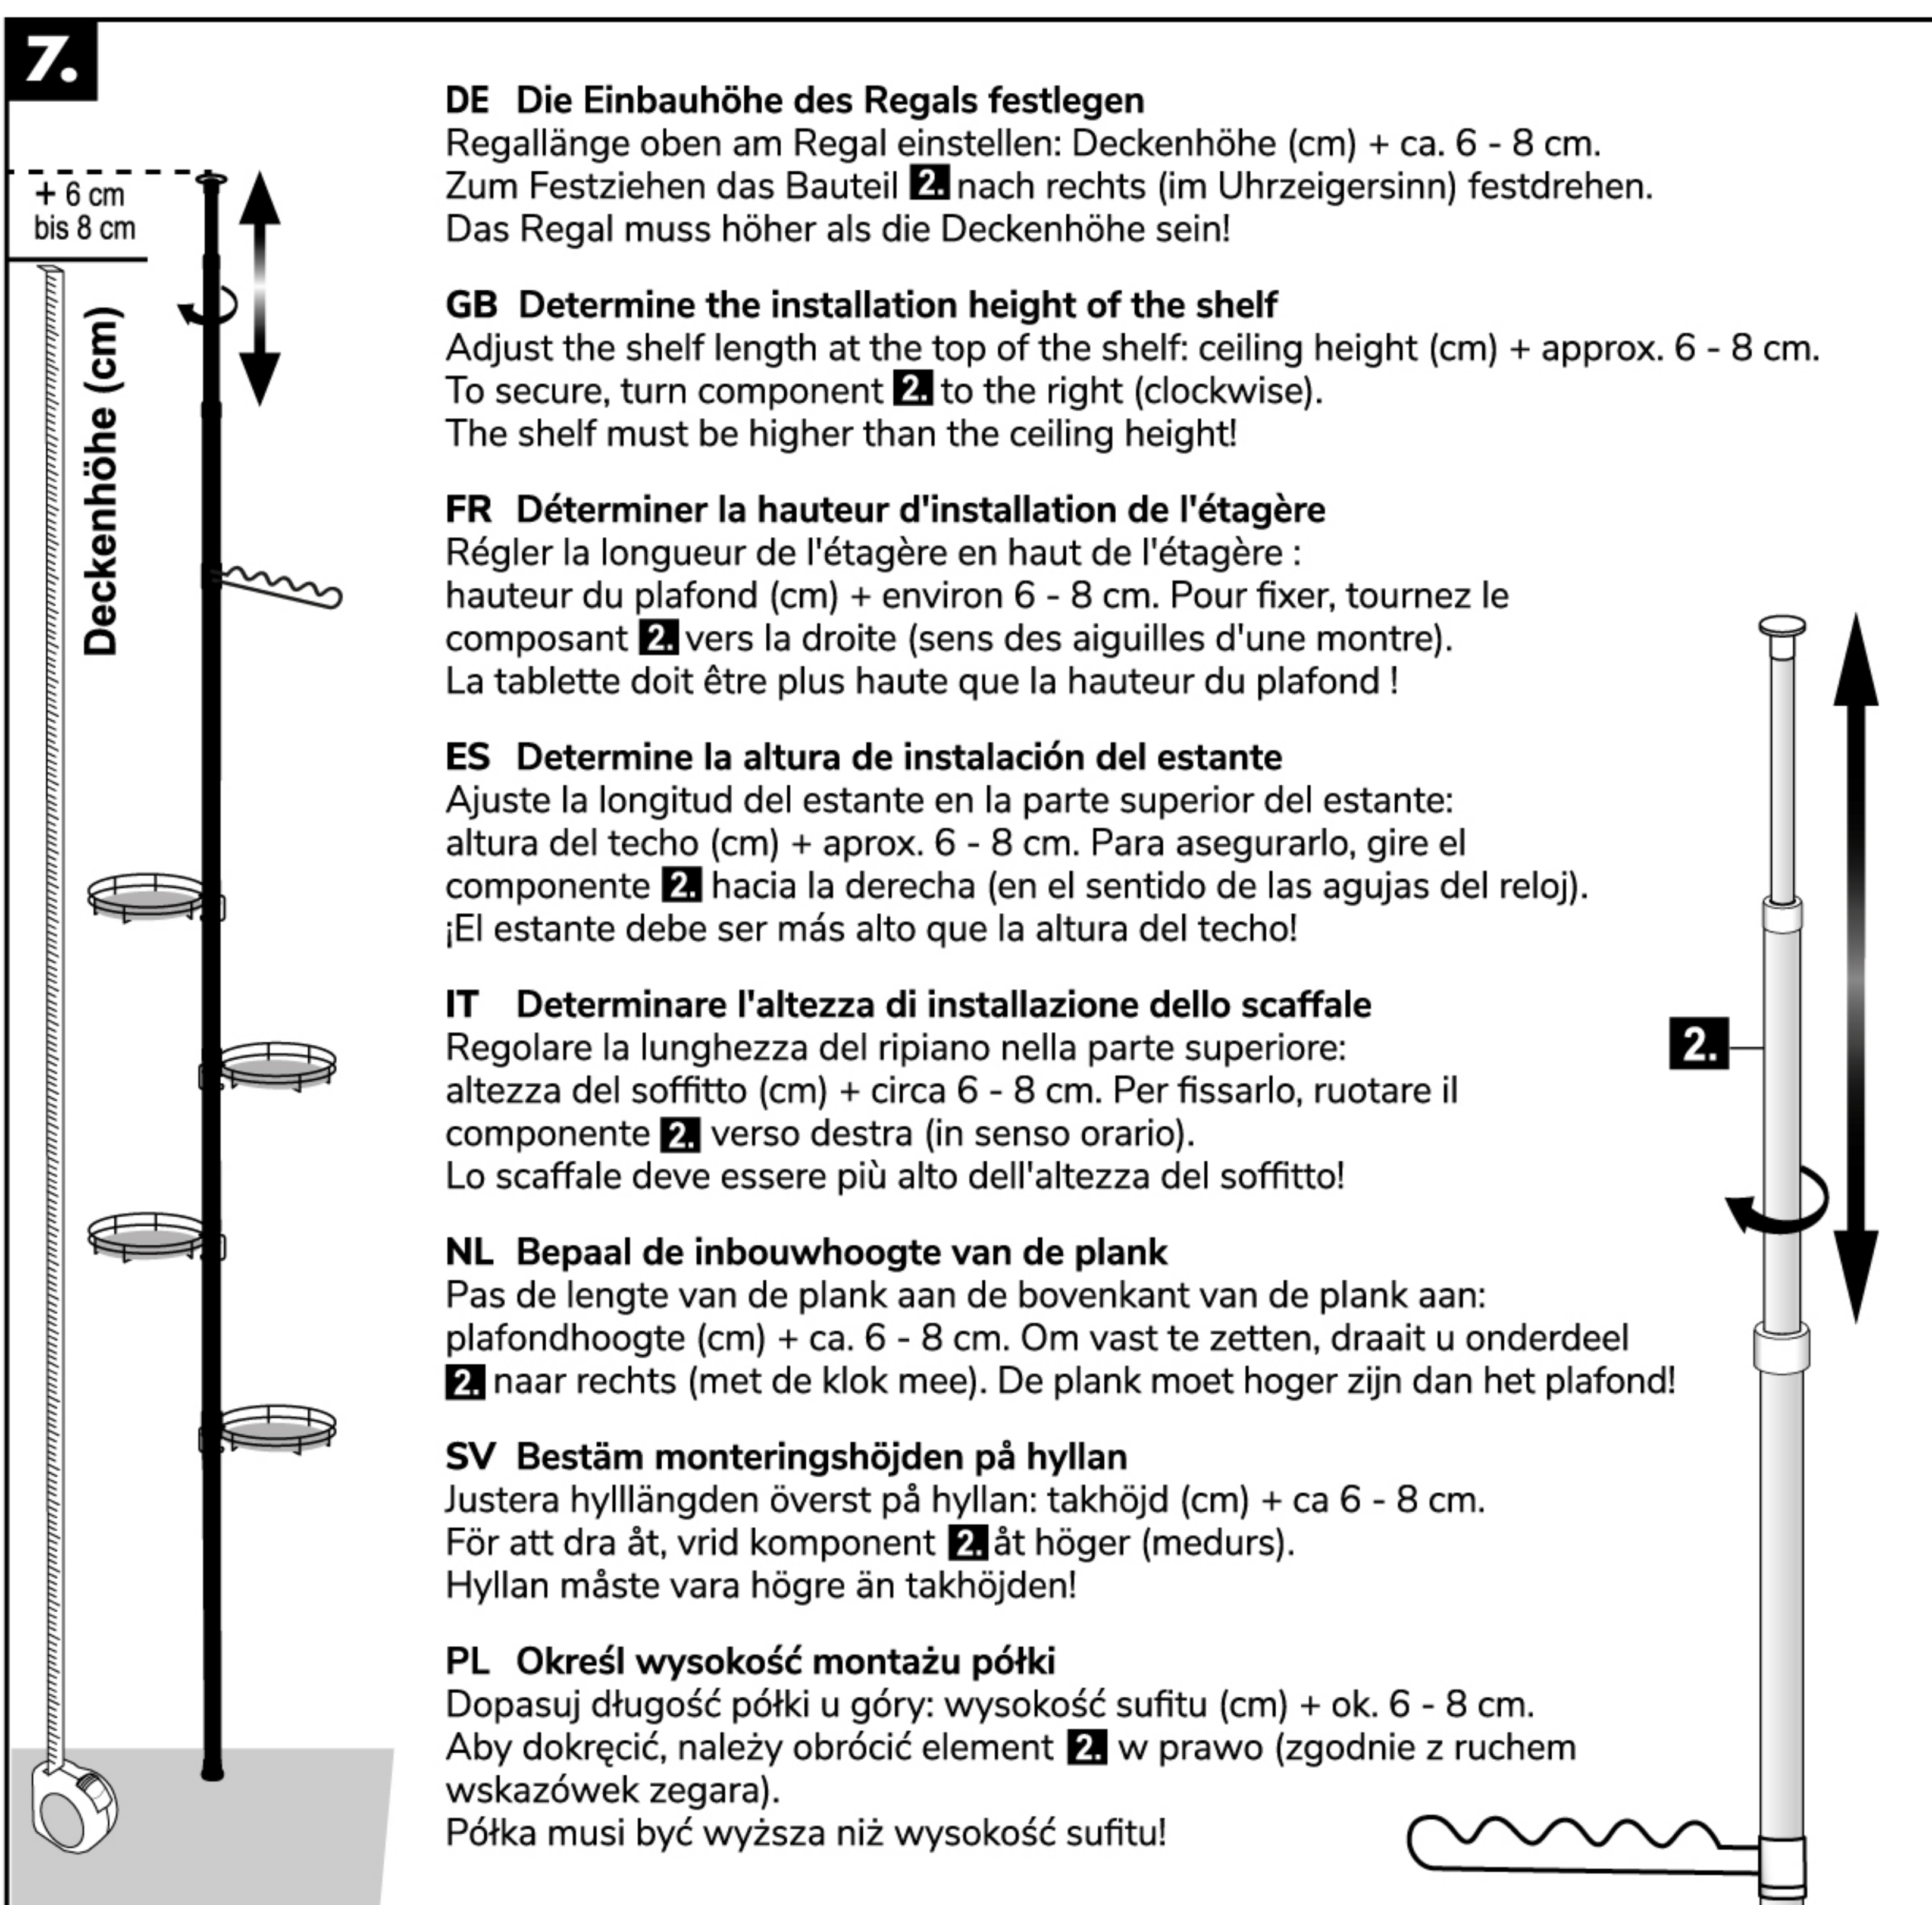 7.
+ 6 cm
bis 8 cm
Deckenhöhe (cm)
DE Die Einbauhöhe des Regals festlegen
Regallänge oben am Regal einstellen: Deckenhöhe (cm) + ca. 6 - 8 cm.
Zum Festziehen das Bauteil 2. nach rechts (im Uhrzeigersinn) festdrehen.
Das Regal muss höher als die Deckenhöhe sein!
GB Determine the installation height of the shelf
Adjust the shelf length at the top of the shelf: ceiling height (cm) + approx. 6 - 8 cm.
To secure, turn component 2. to the right (clockwise).
The shelf must be higher than the ceiling height!
FR Déterminer la hauteur d'installation de l'étagère
Régler la longueur de l'étagère en haut de l'étagère :
hauteur du plafond (cm) + environ 6 - 8 cm. Pour fixer, tournez le
composant 2. vers la droite (sens des aiguilles d'une montre).
La tablette doit être plus haute que la hauteur du plafond !
ES Determine la altura de instalación del estante
Ajuste la longitud del estante en la parte superior del estante:
altura del techo (cm) + aprox. 6 - 8 cm. Para asegurarlo, gire el
componente 2. hacia la derecha (en el sentido de las agujas del reloj).
¡El estante debe ser más alto que la altura del techo!
IT Determinare l'altezza di installazione dello scaffale
Regolare la lunghezza del ripiano nella parte superiore:
altezza del soffitto (cm) + circa 6 - 8 cm. Per fissarlo, ruotare il
componente 2. verso destra (in senso orario).
Lo scaffale deve essere più alto dell'altezza del soffitto!
NL Bepaal de inbouwhoogte van de plank
Pas de lengte van de plank aan de bovenkant van de plank aan:
plafondhoogte (cm) + ca. 6 - 8 cm. Om vast te zetten, draait u onderdeel
2. naar rechts (met de klok mee). De plank moet hoger zijn dan het plafond!
SV Bestäm monteringshöjden på hyllan
Justera hylllängden överst på hyllan: takhöjd (cm) + ca 6 - 8 cm.
För att dra åt, vrid komponent 2. åt höger (medurs).
Hyllan måste vara högre än takhöjden!
PL Określ wysokość montażu półki
Dopasuj długość półki u góry: wysokość sufitu (cm) + ok. 6 - 8 cm.
Aby dokręcić, należy obrócić element 2. w prawo (zgodnie z ruchem
wskazówek zegara).
Półka musi być wyższa niż wysokość sufitu!
2.